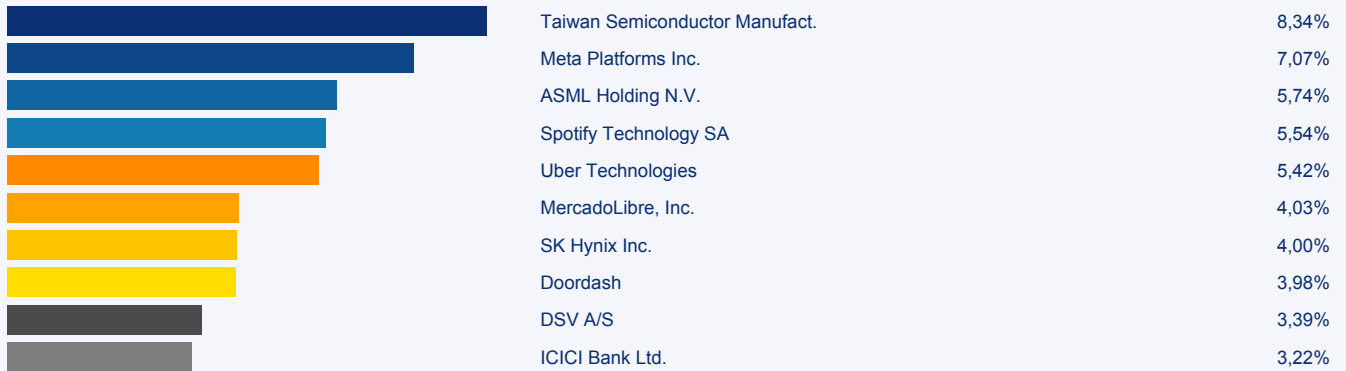 Taiwan Semiconductor Manufact. 8,34%
Meta Platforms Inc. 7,07%
ASML Holding N.V. 5,74%
Spotify Technology SA 5,54%
Uber Technologies 5,42%
MercadoLibre, Inc. 4,03%
SK Hynix Inc. 4,00%
Doordash 3,98%
DSV A/S 3,39%
ICICI Bank Ltd. 3,22%